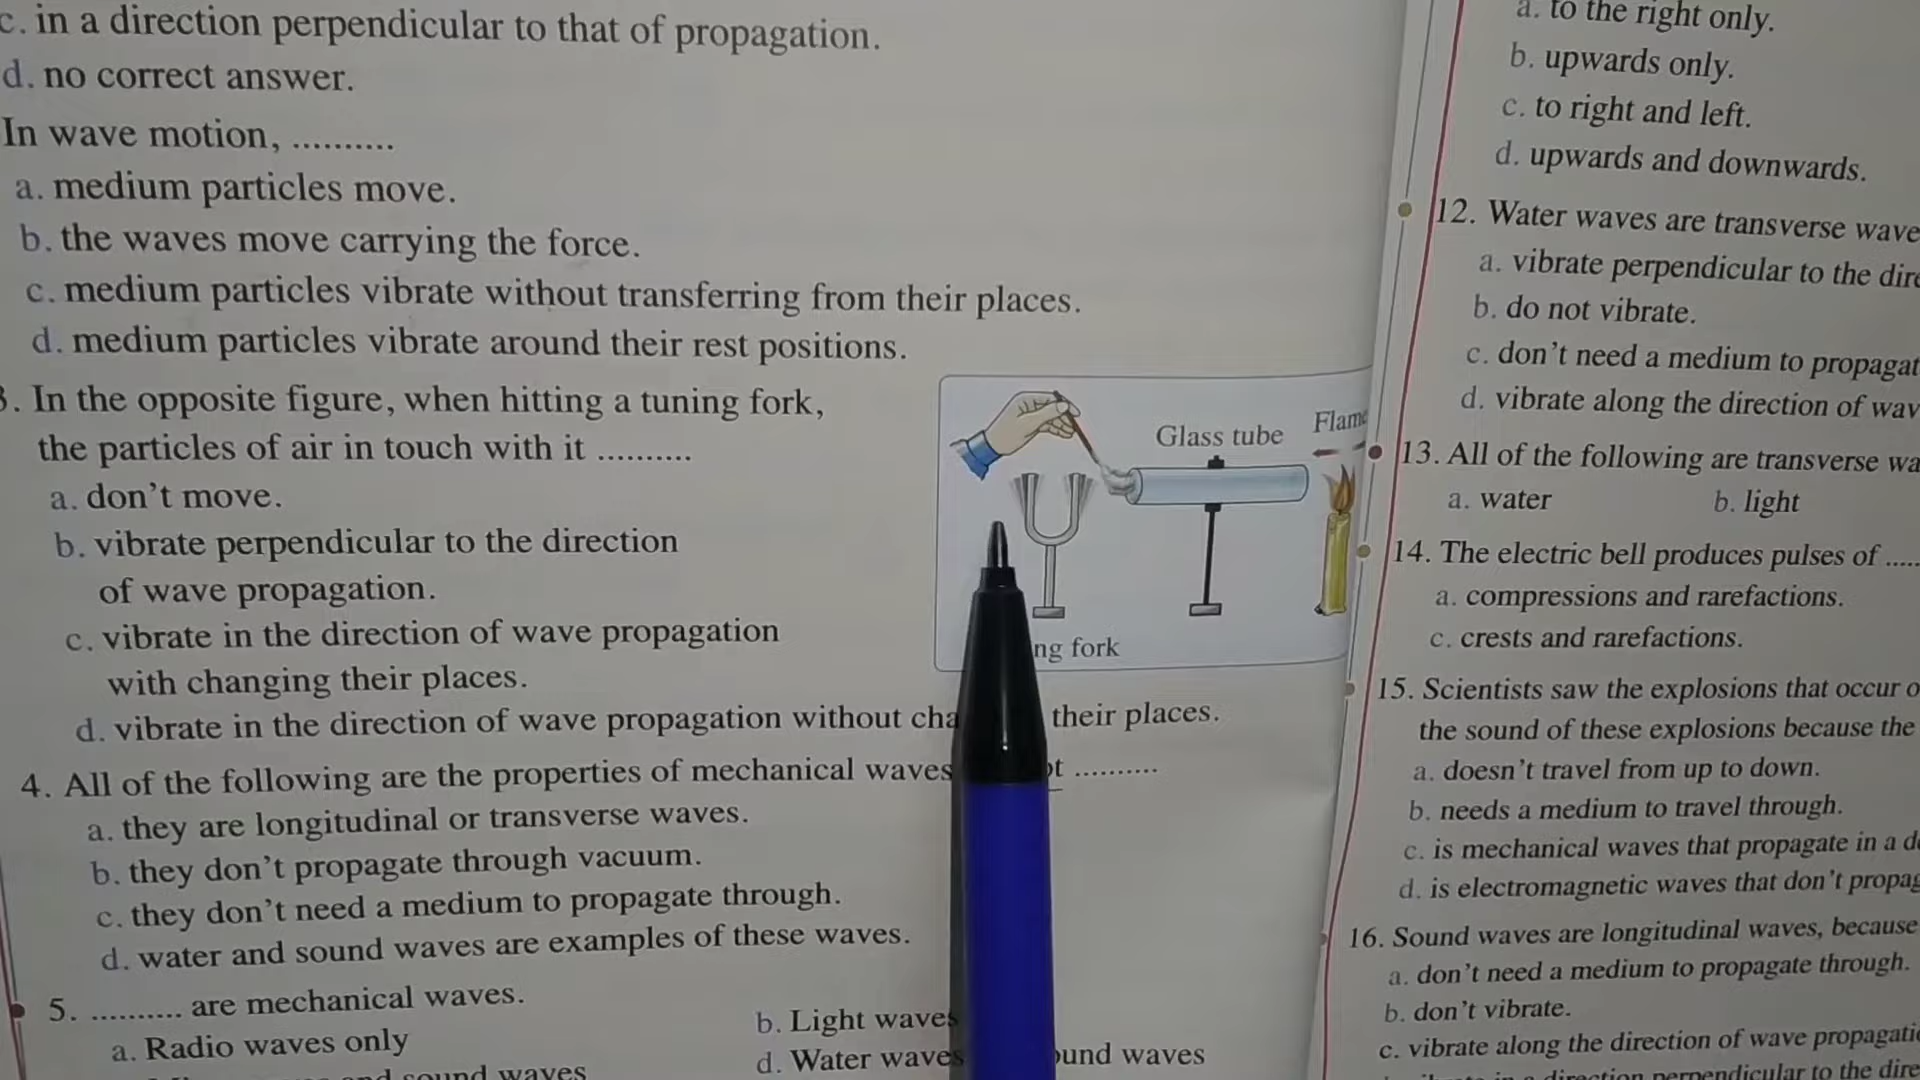 c. in a direction perpendicular to that of propagation.
d. no correct answer.
In wave motion, ..........
a. medium particles move.
b. the waves move carrying the force.
c. medium particles vibrate without transferring from their places.
d. medium particles vibrate around their rest positions.
3. In the opposite figure, when hitting a tuning fork,
the particles of air in touch with it ..........
a. don't move.
b. vibrate perpendicular to the direction
of wave propagation.
c. vibrate in the direction of wave propagation
with changing their places.
d. vibrate in the direction of wave propagation without cha their places.
Glass tube
Flame
ng fork
4. All of the following are the properties of mechanical waves ..........
a. they are longitudinal or transverse waves.
b. they don't propagate through vacuum.
c. they don't need a medium to propagate through.
d. water and sound waves are examples of these waves.
5. .......... are mechanical waves.
a. Radio waves only
b. Light waves
d. Water waves ound waves
and sound waves
a. to the right only.
b. upwards only.
c. to right and left.
d. upwards and downwards.
12. Water waves are transverse wave
a. vibrate perpendicular to the dire
b. do not vibrate.
c. don't need a medium to propagat
d. vibrate along the direction of wav
13. All of the following are transverse wa
a. water
b. light
14. The electric bell produces pulses of .....
a. compressions and rarefactions.
c. crests and rarefactions.
15. Scientists saw the explosions that occur o
the sound of these explosions because the
a. doesn't travel from up to down.
b. needs a medium to travel through.
c. is mechanical waves that propagate in a d
d. is electromagnetic waves that don't propag
16. Sound waves are longitudinal waves, because
a. don't need a medium to propagate through.
b. don't vibrate.
c. vibrate along the direction of wave propagati
in a direction perpendicular to the dire